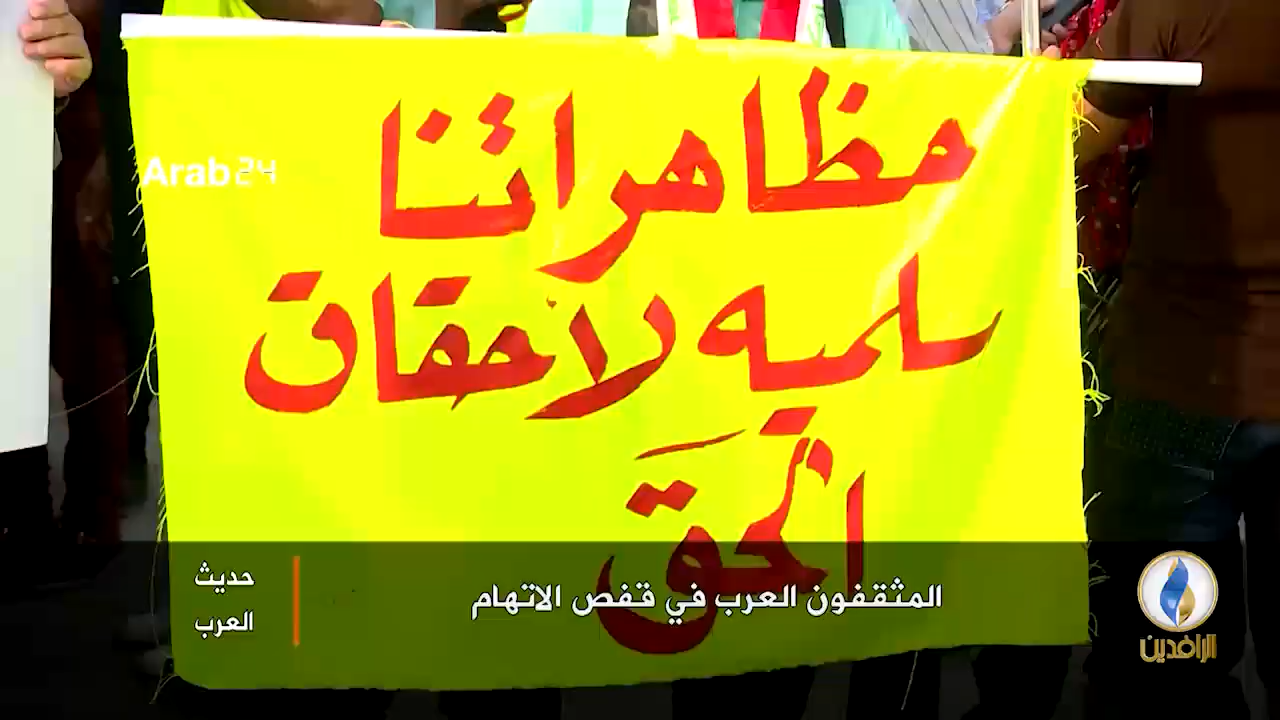 مظاهراتنا
سلميه لاحقاق
الحق
Arab24
المثقفون العرب في قفص الاتهام
حديث
العرب
الرافدين